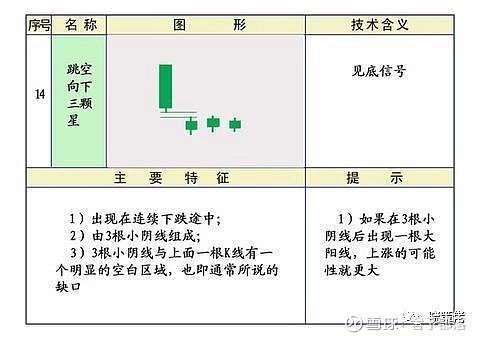 序号 名称 图 形 技术含义
14
跳空
向下
三颗
星
见底信号
主 要 特 征 提 示
1)出现在连续下跌途中;
2)由3根小阴线组成;
3)3根小阴线与上面一根K线有一
个明显的空白区域,也即通常所说的
缺口
1)如果在3根小
阴线后出现一根大
阳线,上涨的可能
性就更大